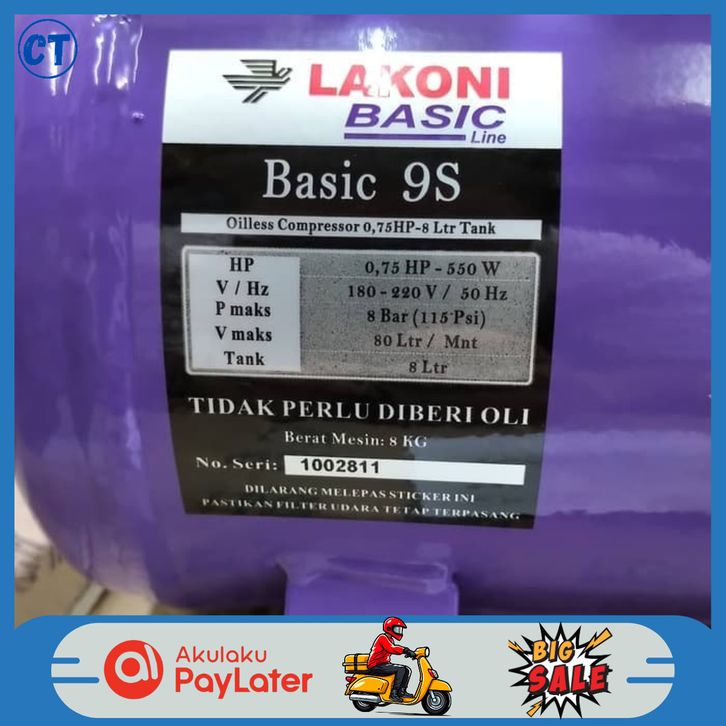 CT
LAKONI
BASIC
Line
Basic 9S
Oilless Compressor 0,75HP-8 Ltr Tank
HP 0,75 HP - 550 W
V / Hz 180 - 220 V / 50 Hz
P maks 8 Bar (115 Psi)
V maks 80 Ltr / Mnt
Tank 8 Ltr
TIDAK PERLU DIBERI OLI
Berat Mesin: 8 KG
No. Seri: 1002811
DILARANG MELEPAS STICKER INI
PASTIKAN FILTER UDARA TETAP TERPASANG
Akulaku
PayLater
BIG
SALE